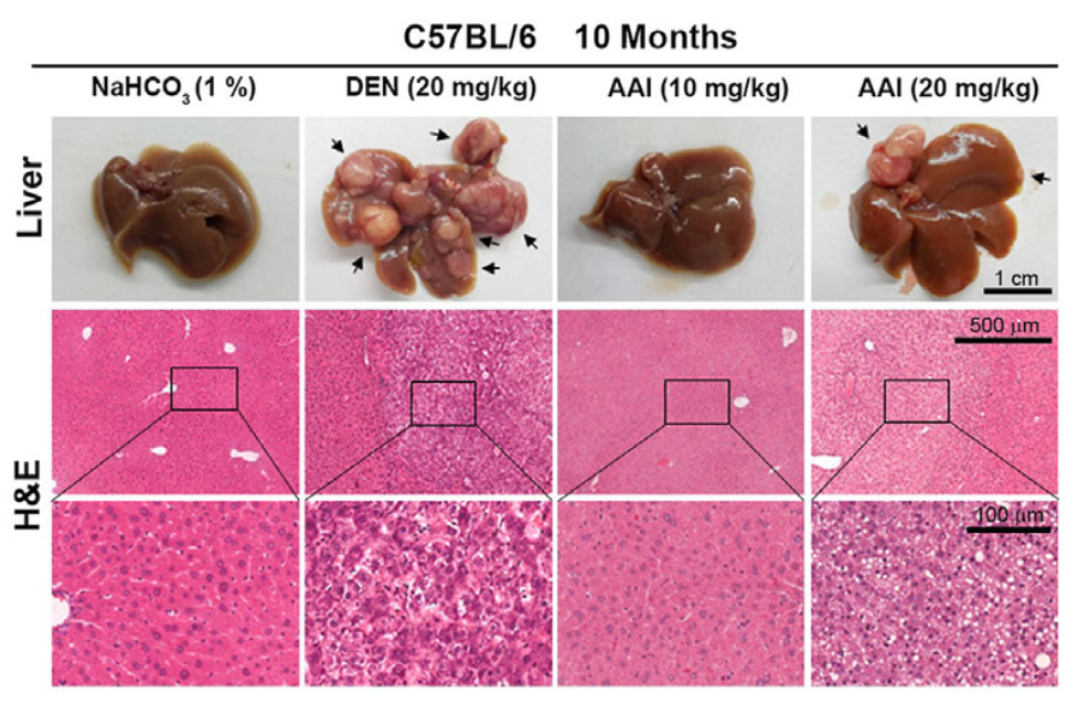 C57BL/6 10 Months
NaHCO₃ (1 %) DEN (20 mg/kg) AAI (10 mg/kg) AAI (20 mg/kg)
Liver
1 cm
H&E
500 μm
100 μm